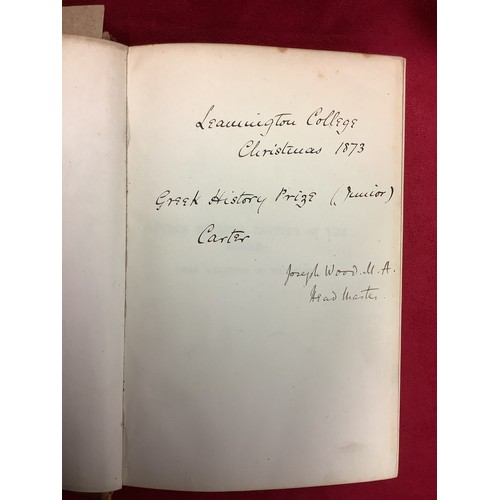 Leamington College
Christmas 1873
Greek History Prize (Junior)
Carter
Joseph Wood. M.A.
Head Master.